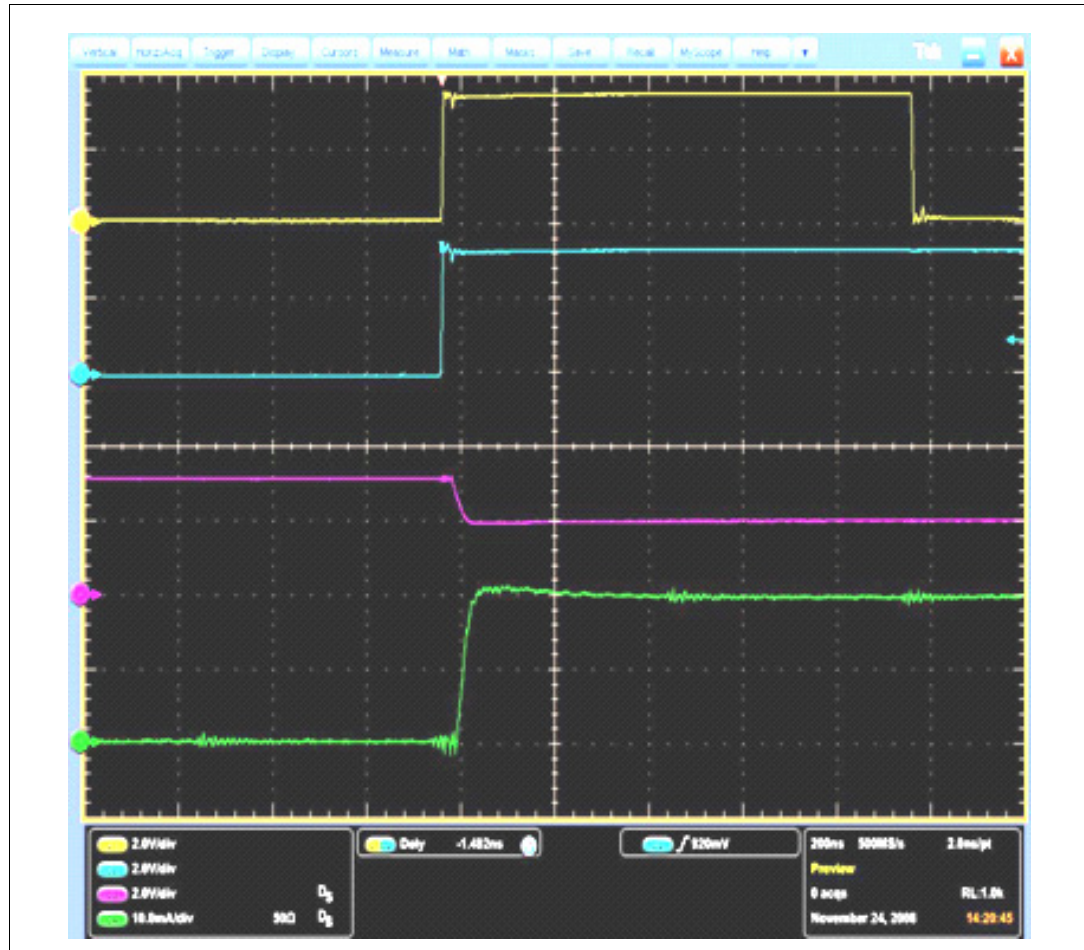 Vertical Horiz/Acq Trigger Display Cursors Measure Math Masks Save Recall MyScope Help Tek X
2.0V/div
2.0V/div
2.0V/div
10.0mA/div 50Ω
Dely -1.482ns
920mV
200ns 500MS/s 2.0ns/pt
Preview
0 acqs RL:1.0k
November 24, 2008 14:20:45